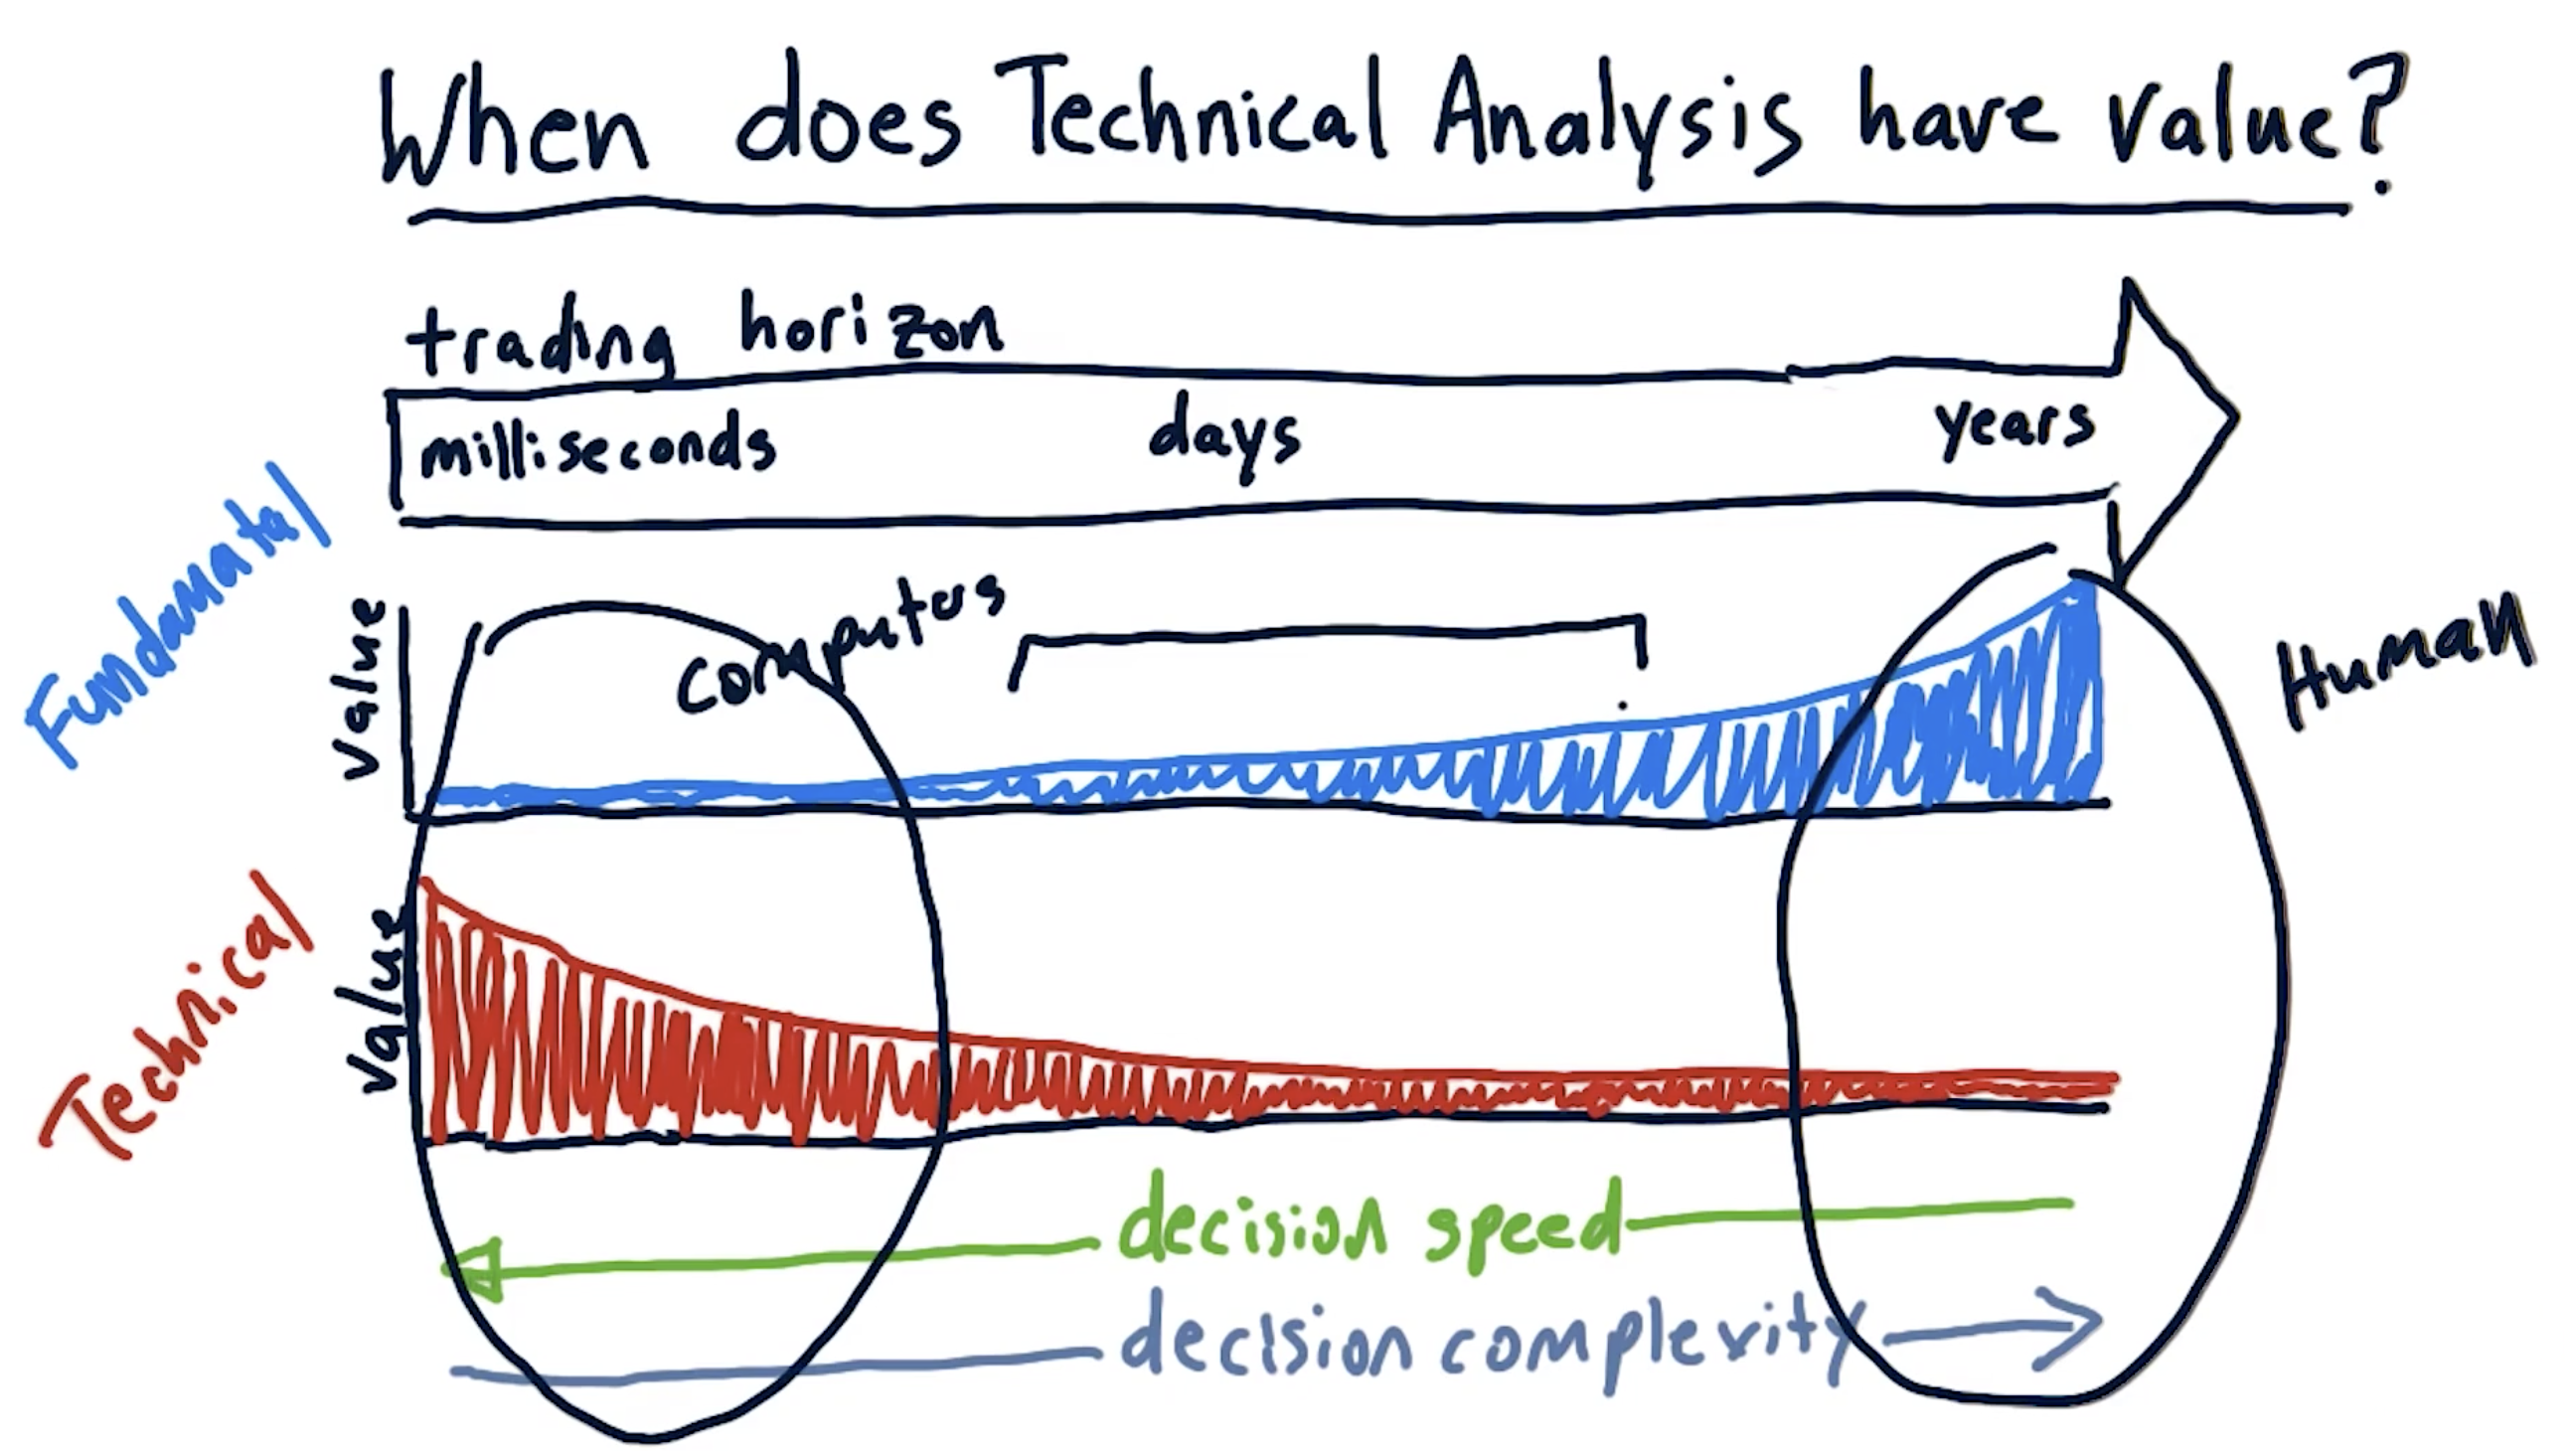 When does Technical Analysis have value?
trading horizon
milliseconds days years
Fundamatal
value
computers
Human
Technical
value
decision speed
decision complexity